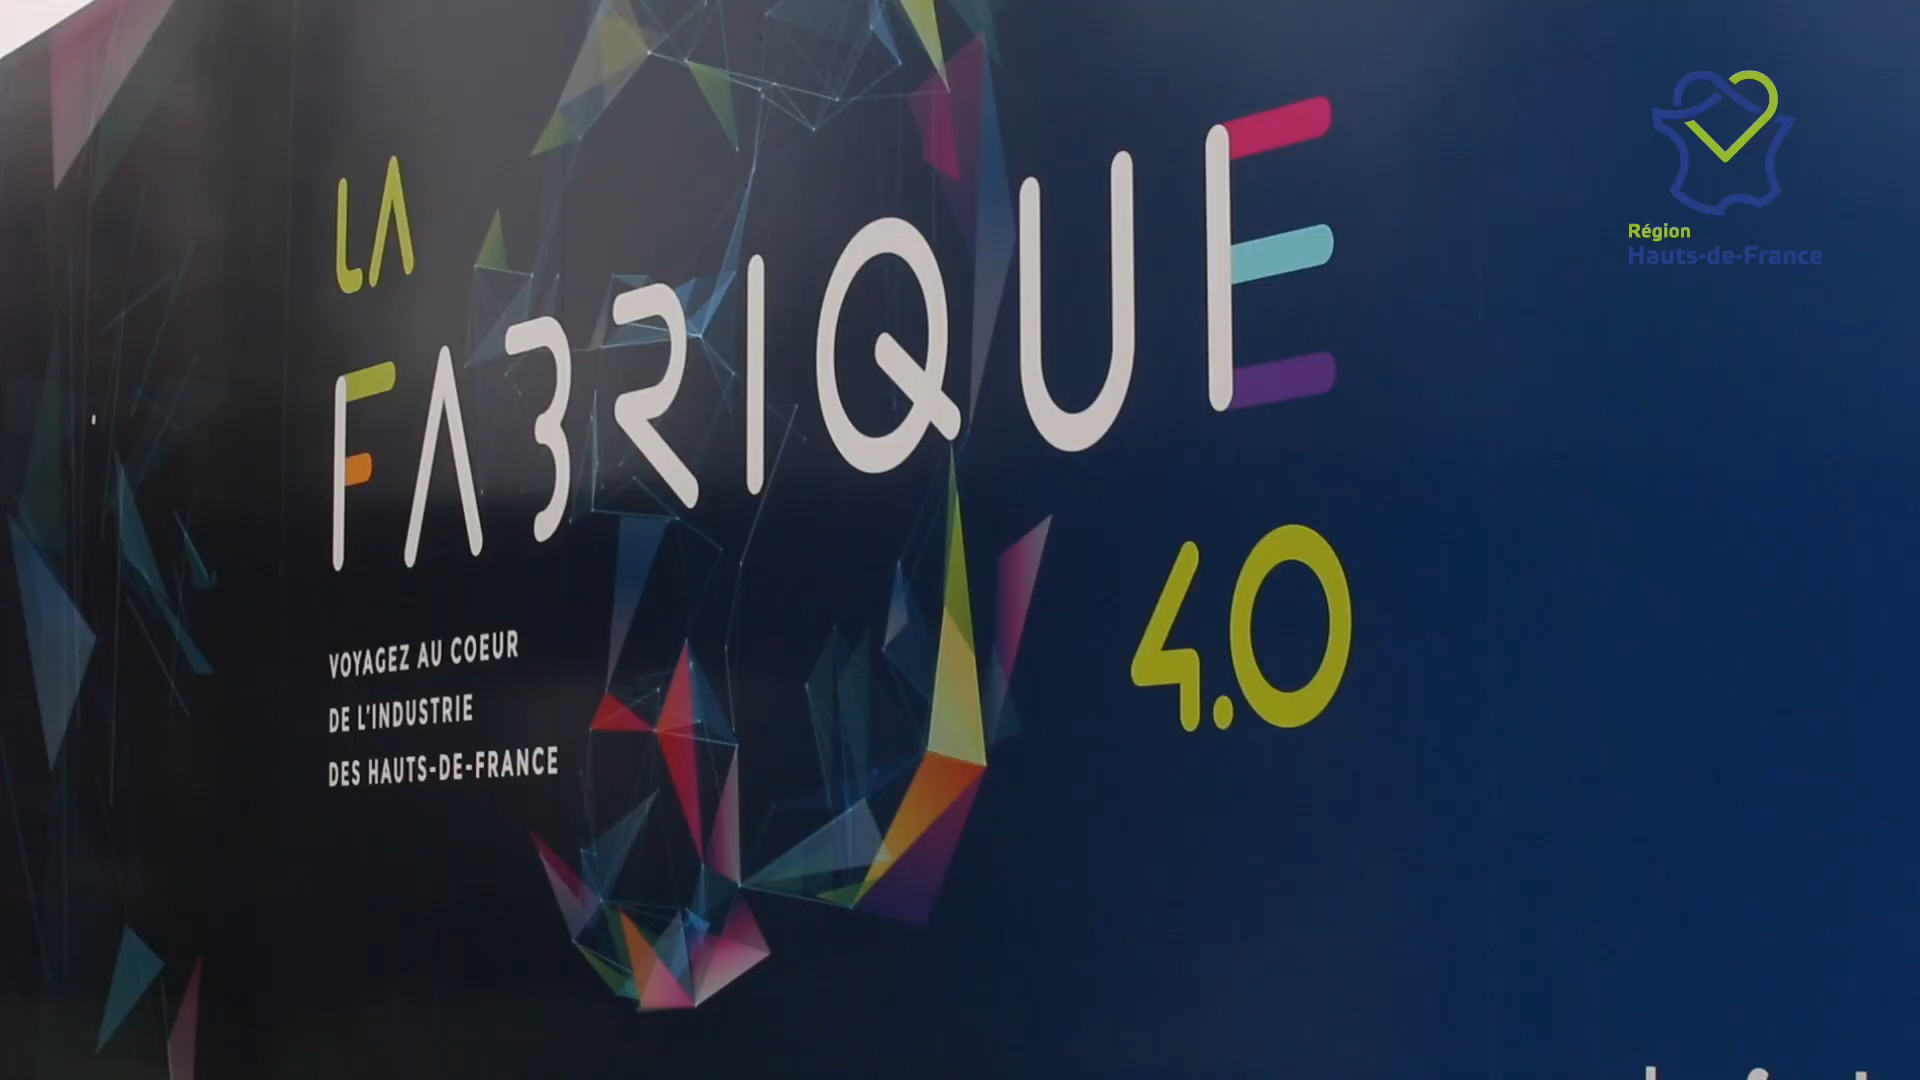 LA
FABRIQUE
4.0
VOYAGEZ AU COEUR
DE L'INDUSTRIE
DES HAUTS-DE-FRANCE
Région
Hauts-de-France